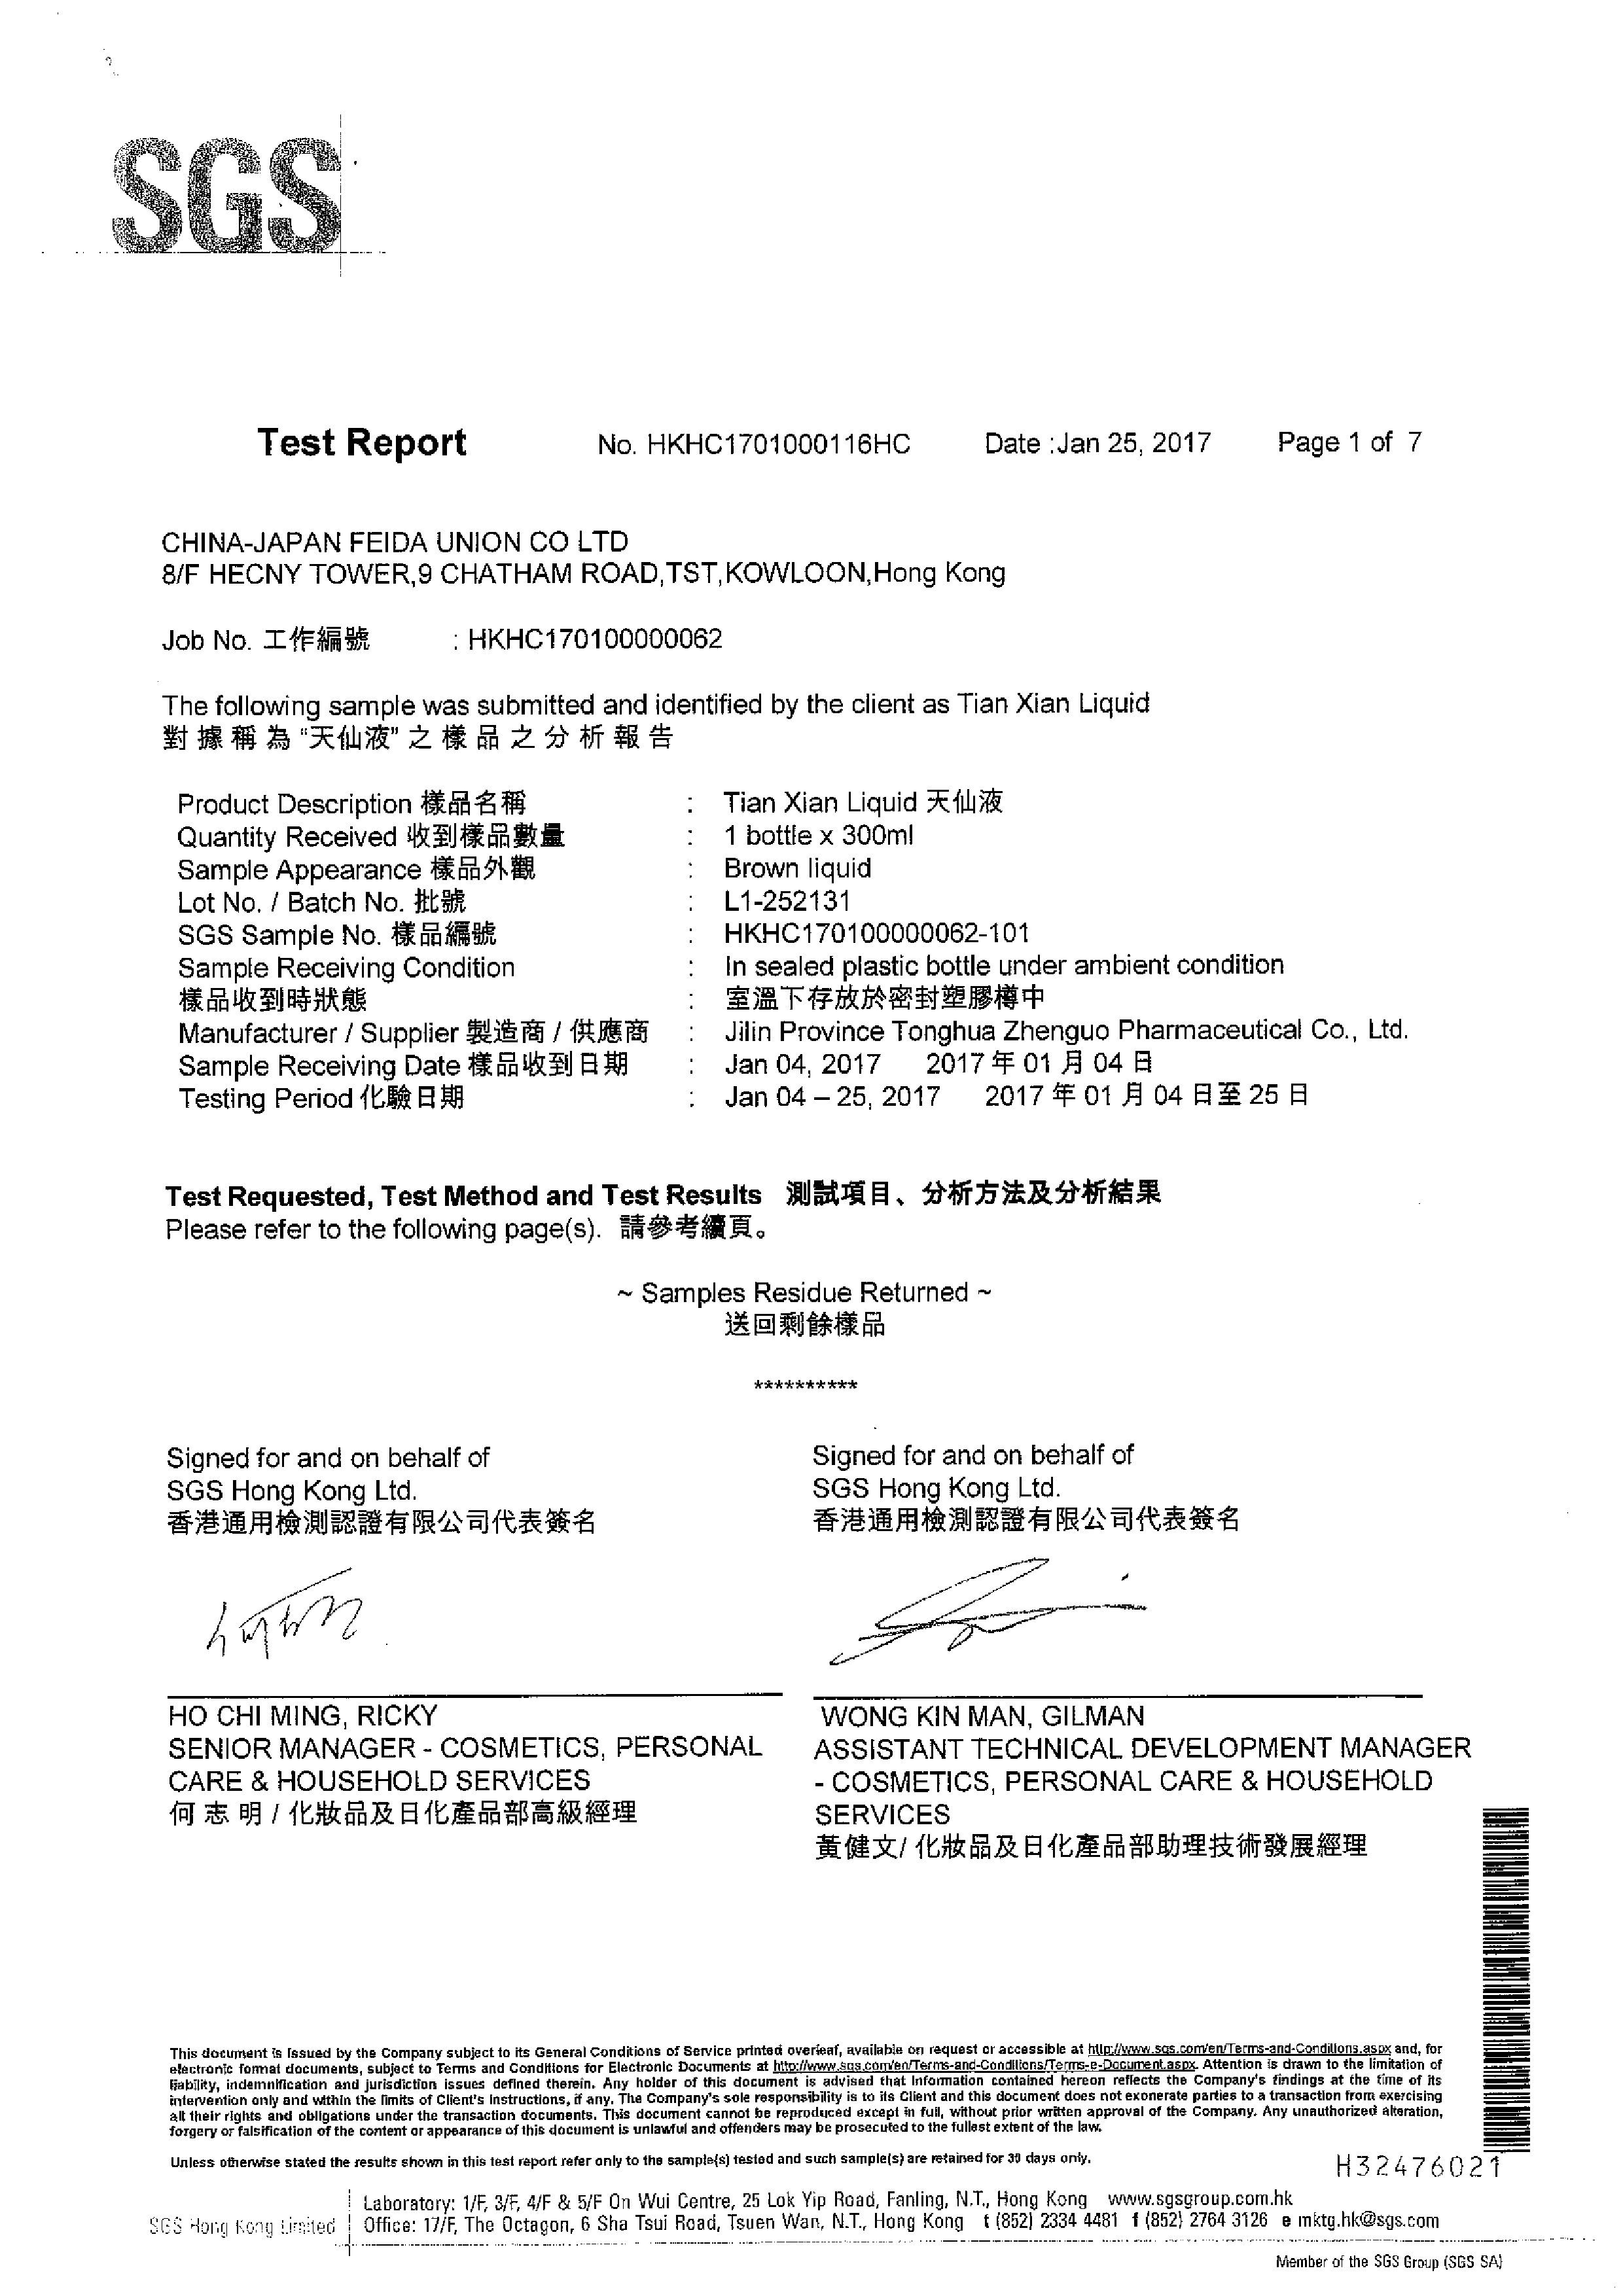 SGS
Test Report No. HKHC1701000116HC Date :Jan 25, 2017 Page 1 of 7
CHINA-JAPAN FEIDA UNION CO LTD
8/F HECNY TOWER,9 CHATHAM ROAD,TST,KOWLOON,Hong Kong
Job No. 工作編號 : HKHC170100000062
The following sample was submitted and identified by the client as Tian Xian Liquid
對 據 稱 為 “天仙液” 之 樣 品 之 分 析 報 告
Product Description 樣品名稱 : Tian Xian Liquid 天仙液
Quantity Received 收到樣品數量 : 1 bottle x 300ml
Sample Appearance 樣品外觀 : Brown liquid
Lot No. / Batch No. 批號 : L1-252131
SGS Sample No. 樣品編號 : HKHC170100000062-101
Sample Receiving Condition : In sealed plastic bottle under ambient condition
樣品收到時狀態 : 室溫下存放於密封塑膠樽中
Manufacturer / Supplier 製造商 / 供應商 : Jilin Province Tonghua Zhenguo Pharmaceutical Co., Ltd.
Sample Receiving Date 樣品收到日期 : Jan 04, 2017 2017 年 01 月 04 日
Testing Period 化驗日期 : Jan 04 – 25, 2017 2017 年 01 月 04 日至 25 日
Test Requested, Test Method and Test Results 測試項目、分析方法及分析結果
Please refer to the following page(s). 請參考續頁。
~ Samples Residue Returned ~
送回剩餘樣品
**********
Signed for and on behalf of
SGS Hong Kong Ltd.
香港通用檢測認證有限公司代表簽名
HO CHI MING, RICKY
SENIOR MANAGER - COSMETICS, PERSONAL
CARE & HOUSEHOLD SERVICES
何 志 明 / 化妝品及日化產品部高級經理
Signed for and on behalf of
SGS Hong Kong Ltd.
香港通用檢測認證有限公司代表簽名
WONG KIN MAN, GILMAN
ASSISTANT TECHNICAL DEVELOPMENT MANAGER
- COSMETICS, PERSONAL CARE & HOUSEHOLD
SERVICES
黃健文/ 化妝品及日化產品部助理技術發展經理
This document is issued by the Company subject to its General Conditions of Service printed overleaf, available on request or accessible at http://www.sgs.com/en/Terms-and-Conditions.aspx and, for
electronic format documents, subject to Terms and Conditions for Electronic Documents at http://www.sgs.com/en/Terms-and-Conditions/Terms-e-Document.aspx. Attention is drawn to the limitation of
liability, indemnification and jurisdiction issues defined therein. Any holder of this document is advised that information contained hereon reflects the Company's findings at the time of its
intervention only and within the limits of Client's instructions, if any. The Company's sole responsibility is to its Client and this document does not exonerate parties to a transaction from exercising
all their rights and obligations under the transaction documents. This document cannot be reproduced except in full, without prior written approval of the Company. Any unauthorized alteration,
forgery or falsification of the content or appearance of this document is unlawful and offenders may be prosecuted to the fullest extent of the law.
Unless otherwise stated the results shown in this test report refer only to the sample(s) tested and such sample(s) are retained for 30 days only.
H32476021
SGS Hong Kong Limited
Laboratory: 1/F, 3/F, 4/F & 5/F On Wui Centre, 25 Lok Yip Road, Fanling, N.T., Hong Kong www.sgsgroup.com.hk
Office: 17/F, The Octagon, 6 Sha Tsui Road, Tsuen Wan, N.T., Hong Kong t (852) 2334 4481 f (852) 2764 3126 e mktg.hk@sgs.com
Member of the SGS Group (SGS SA)